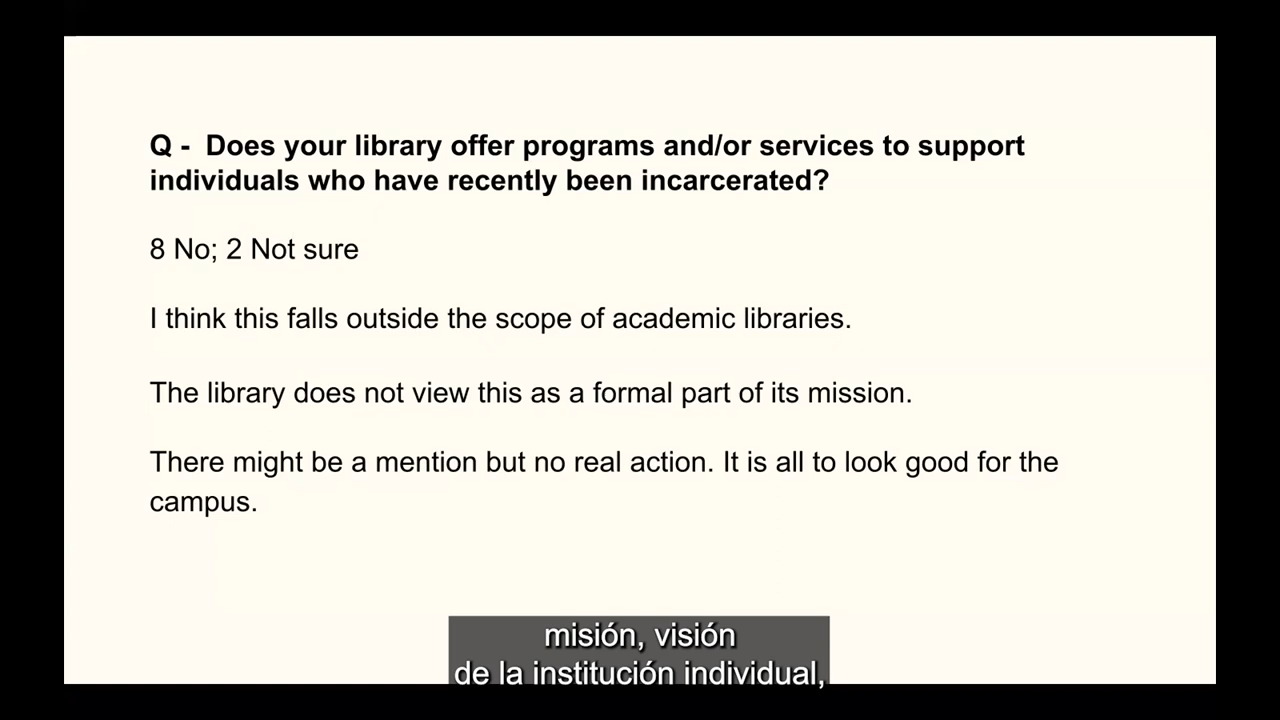 Q -  Does your library offer programs and/or services to support
individuals who have recently been incarcerated?
8 No; 2 Not sure
I think this falls outside the scope of academic libraries.
The library does not view this as a formal part of its mission.
There might be a mention but no real action. It is all to look good for the
campus.
misión, visión
de la institución individual,